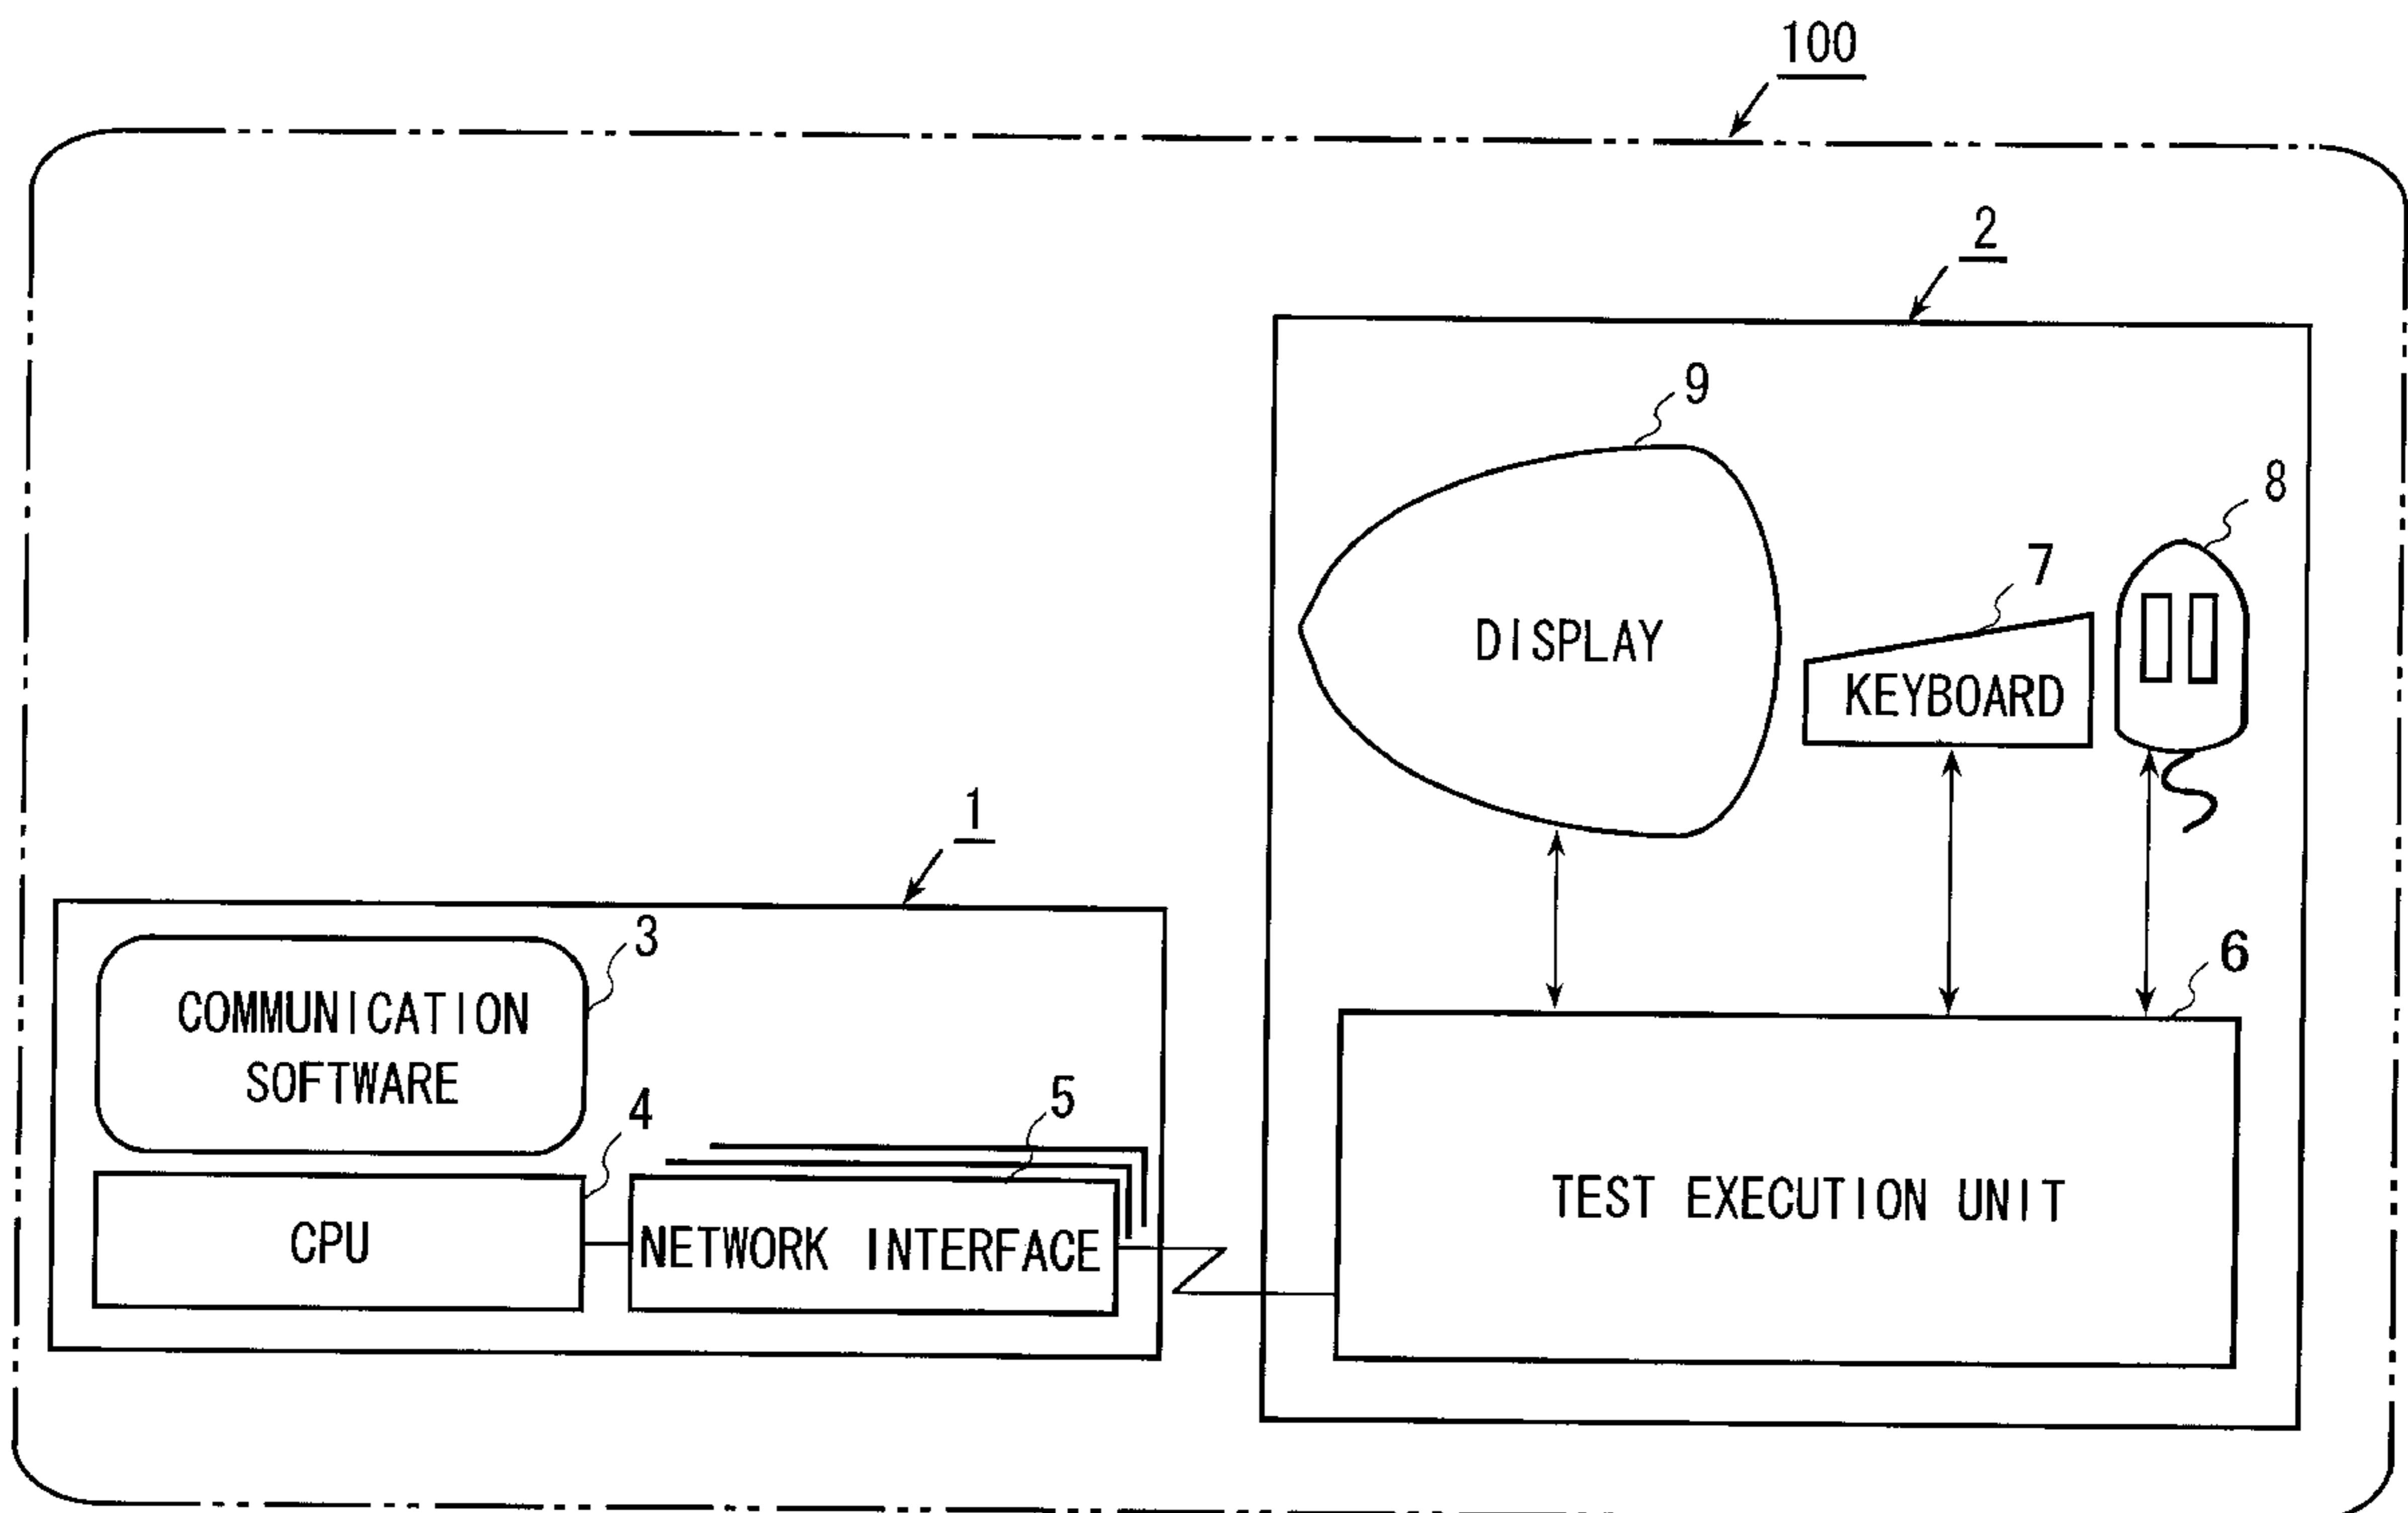 100
2
9
8
7
DISPLAY
KEYBOARD
1
3
6
COMMUNICATION
SOFTWARE
4
5
TEST EXECUTION UNIT
CPU
NETWORK INTERFACE